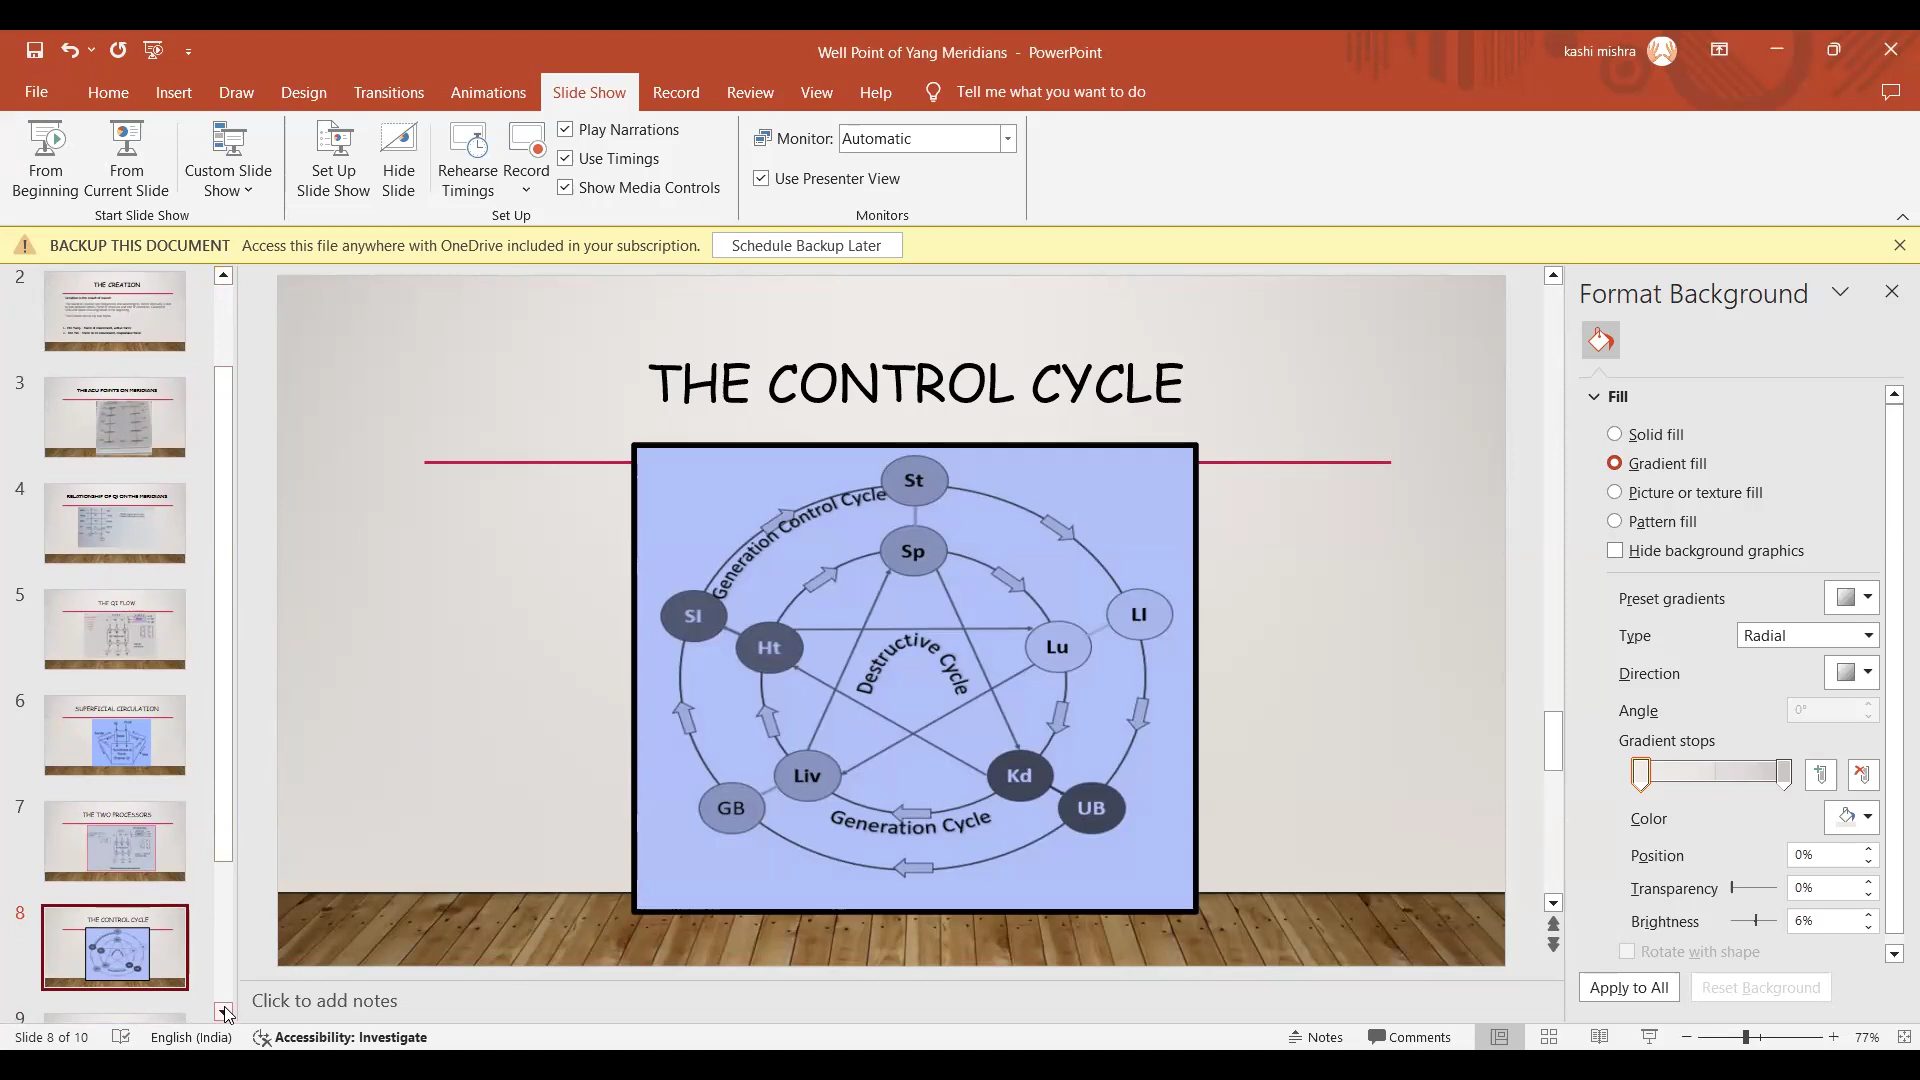 Well Point of Yang Meridians - PowerPoint
kashi mishra
File
Home
Insert
Draw
Design
Transitions
Animations
Slide Show
Record
Review
View
Help
Tell me what you want to do
From Beginning
From Current Slide
Custom Slide Show
Start Slide Show
Set Up Slide Show
Hide Slide
Rehearse Timings
Record
Play Narrations
Use Timings
Show Media Controls
Set Up
Monitor: Automatic
Use Presenter View
Monitors
BACKUP THIS DOCUMENT Access this file anywhere with OneDrive included in your subscription. Schedule Backup Later
2
THE CREATION
3
THE ACU POINTS ON MERIDIANS
4
RELATIONSHIP OF QI ON THE MERIDIANS
5
THE QI FLOW
6
SUPERFICIAL CIRCULATION
7
THE TWO PROCESSORS
8
THE CONTROL CYCLE
9
THE CONTROL CYCLE
St
Generation Control Cycle
Sp
SI
LI
Ht
Lu
Destructive Cycle
Liv
Kd
GB
UB
Generation Cycle
Click to add notes
Format Background
Fill
Solid fill
Gradient fill
Picture or texture fill
Pattern fill
Hide background graphics
Preset gradients
Type Radial
Direction
Angle 0°
Gradient stops
Color
Position 0%
Transparency 0%
Brightness 6%
Rotate with shape
Apply to All
Reset Background
Slide 8 of 10
English (India)
Accessibility: Investigate
Notes
Comments
77%